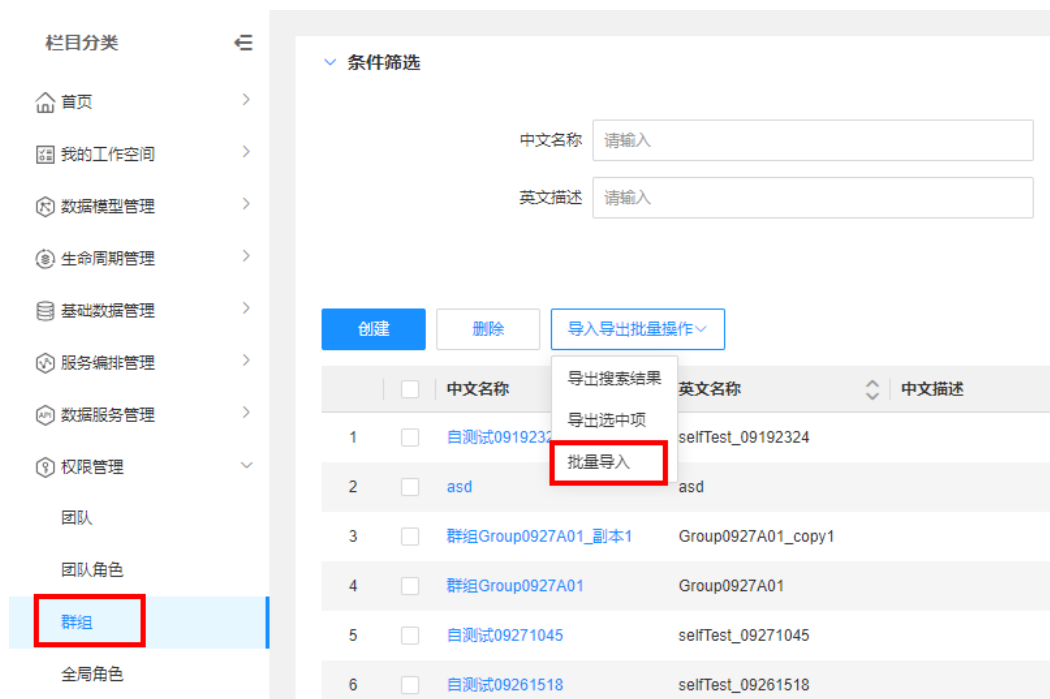 栏目分类
首页
我的工作空间
数据模型管理
生命周期管理
基础数据管理
服务编排管理
API 数据服务管理
权限管理
团队
团队角色
群组
全局角色
条件筛选
中文名称 请输入
英文描述 请输入
创建 删除 导入导出批量操作
导出搜索结果
导出选中项
批量导入
中文名称 英文名称 中文描述
1 自测试09192324 selfTest_09192324
2 asd asd
3 群组Group0927A01_副本1 Group0927A01_copy1
4 群组Group0927A01 Group0927A01
5 自测试09271045 selfTest_09271045
6 自测试09261518 selfTest_09261518